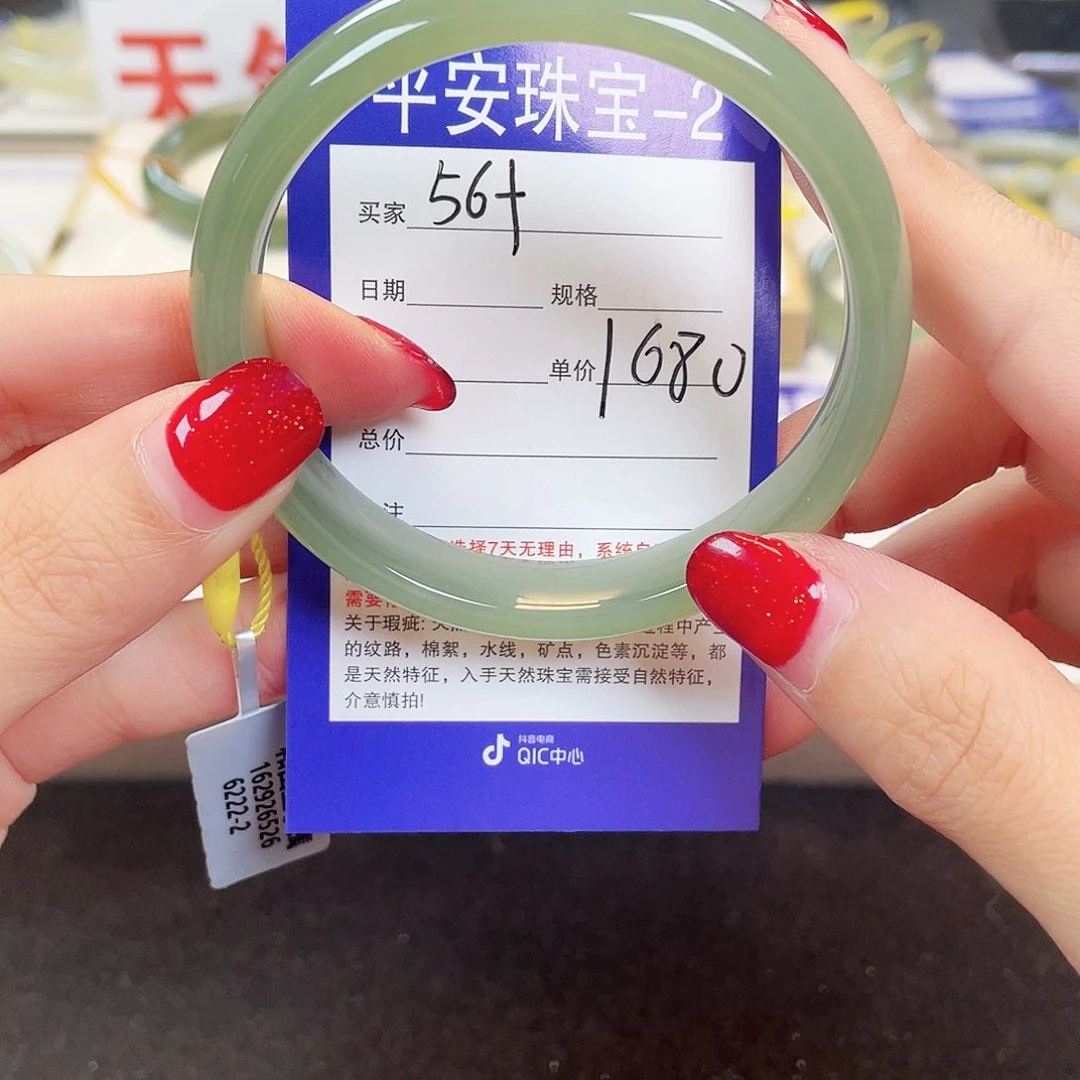 天
平安珠宝-2
买家 56+
日期 规格
单价 1680
总价
注
选择7天无理由，系统自
需要
关于瑕疵: 程中产生
的纹路，棉絮，水线，矿点，色素沉淀等，都
是天然特征，入手天然珠宝需接受自然特征，
介意慎拍!
抖音电商
QIC中心
162926526
6222-2